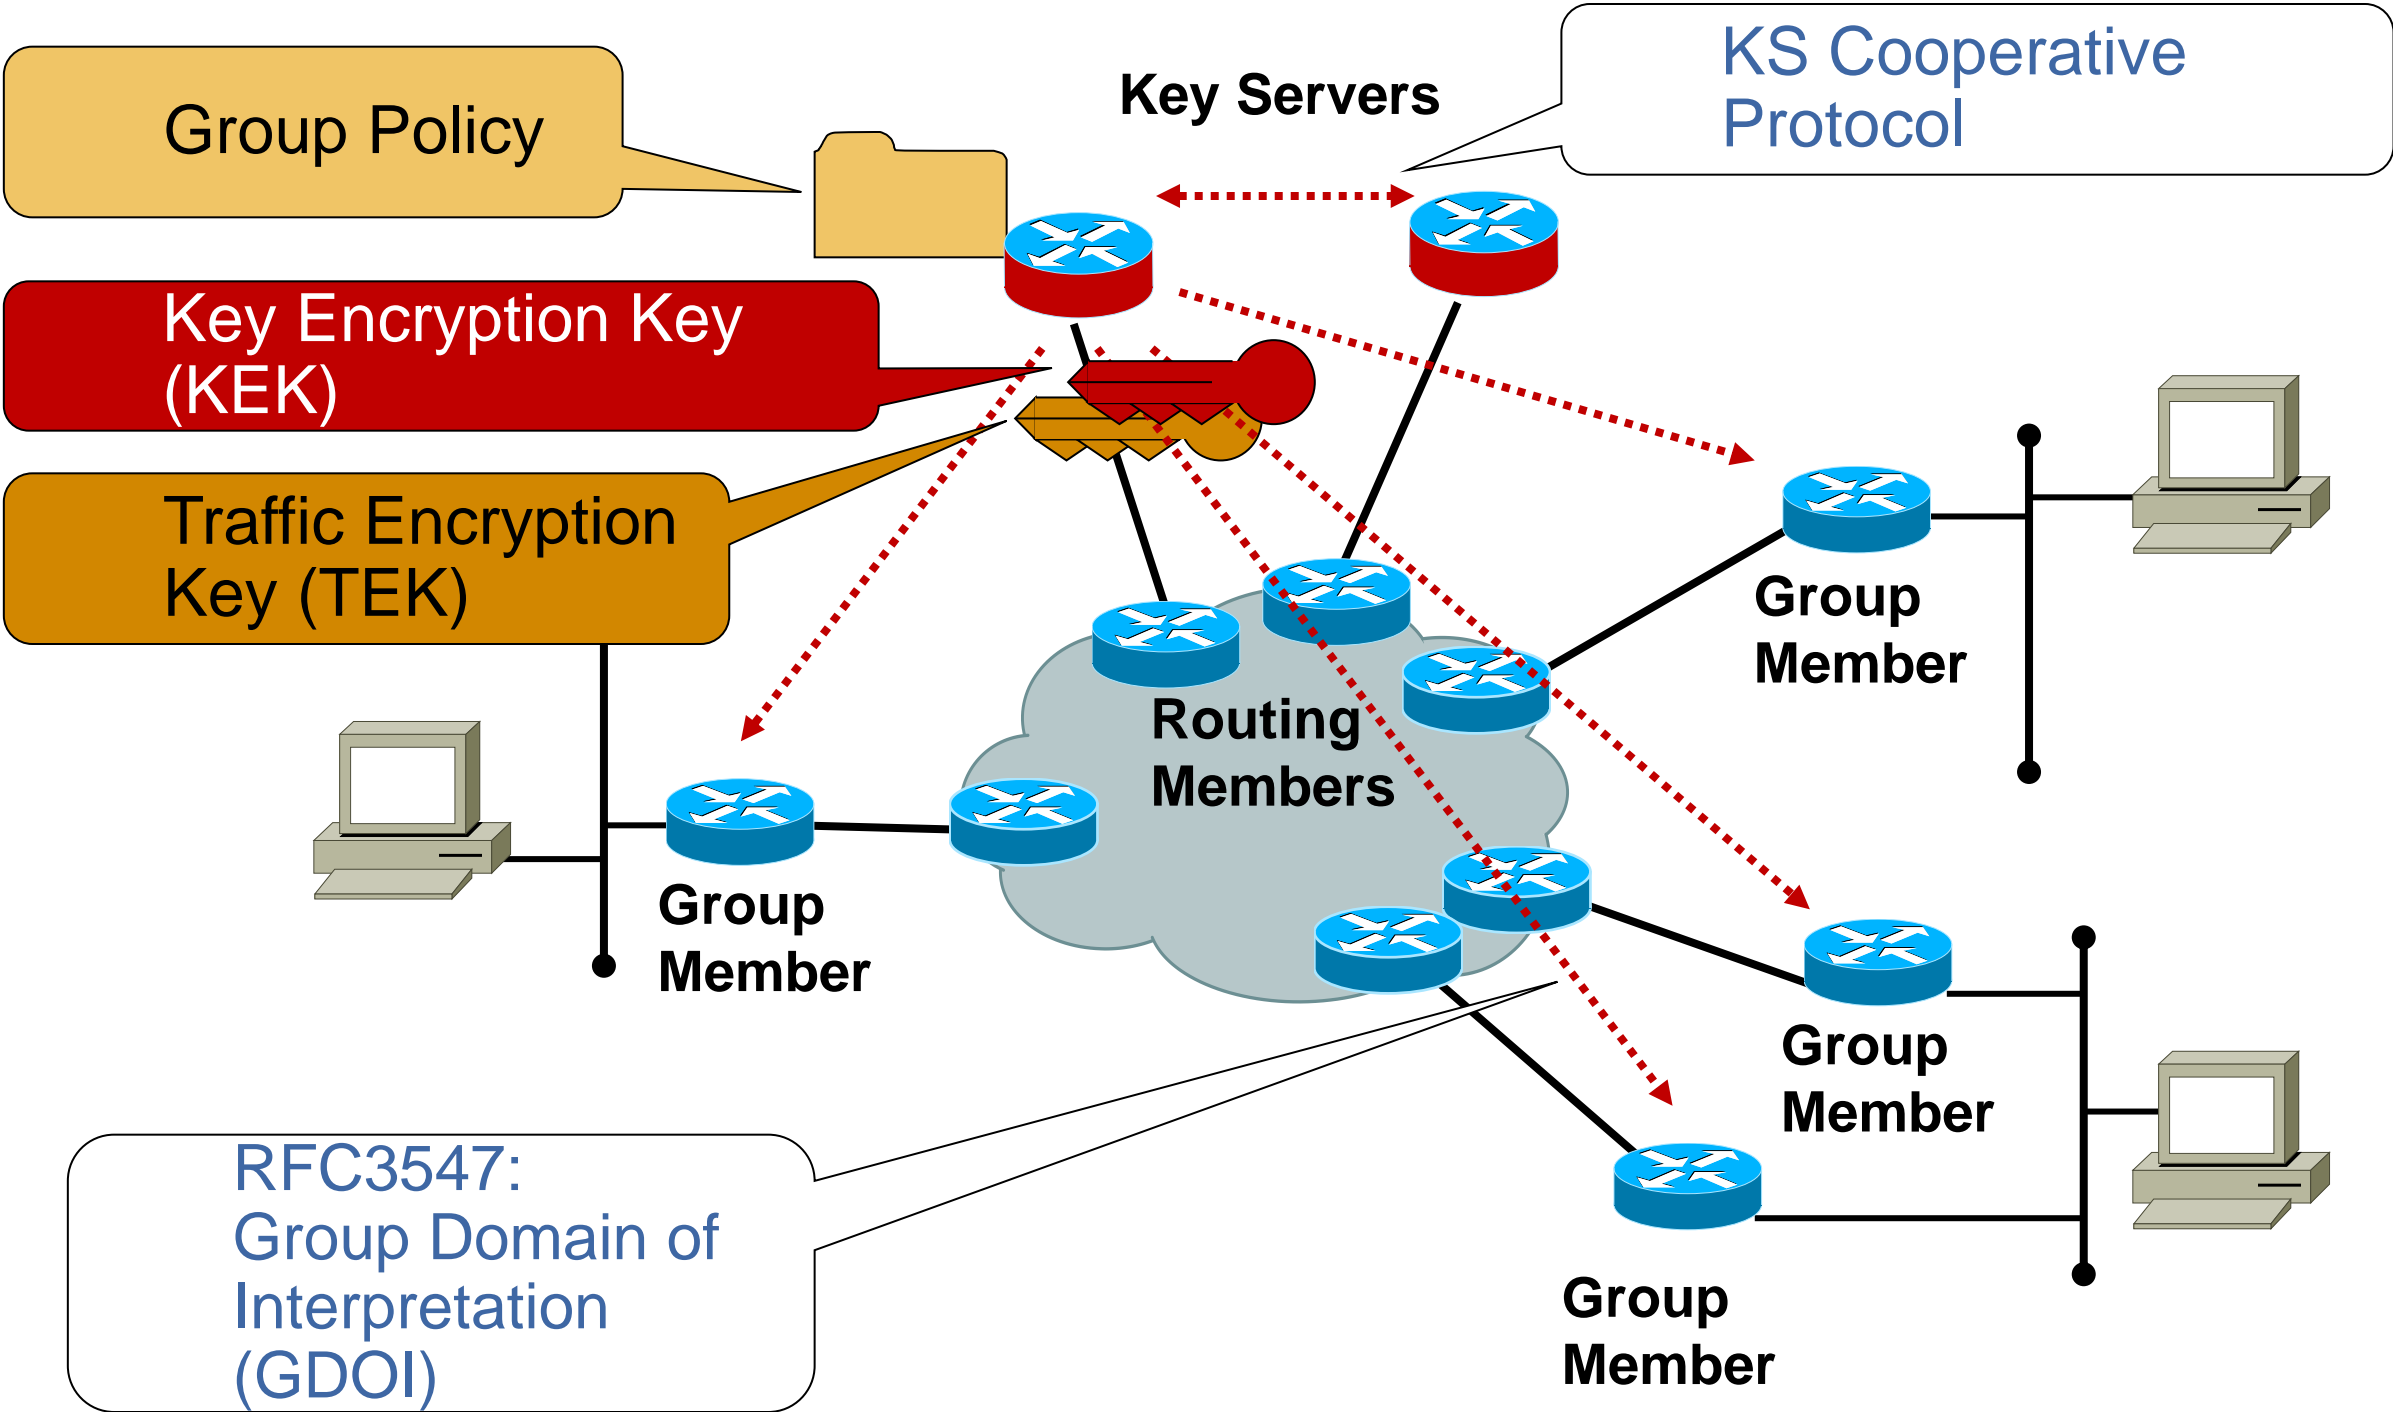 KS Cooperative
Protocol
Key Servers
Group Policy
Key Encryption Key
(KEK)
Traffic Encryption
Key (TEK)
Group
Member
Routing
Members
Group
Member
Group
Member
RFC3547:
Group Domain of
Interpretation
(GDOI)
Group
Member